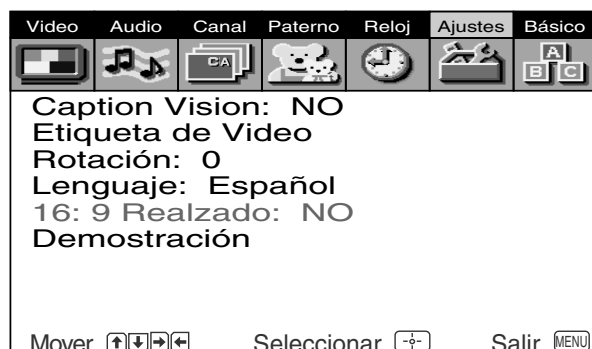 Video Audio Canal Paterno Reloj Ajustes Básico
CA A B C
Caption Vision: NO
Etiqueta de Video
Rotación: 0
Lenguaje: Español
16: 9 Realzado: NO
Demostración
Mover Seleccionar Salir MENU